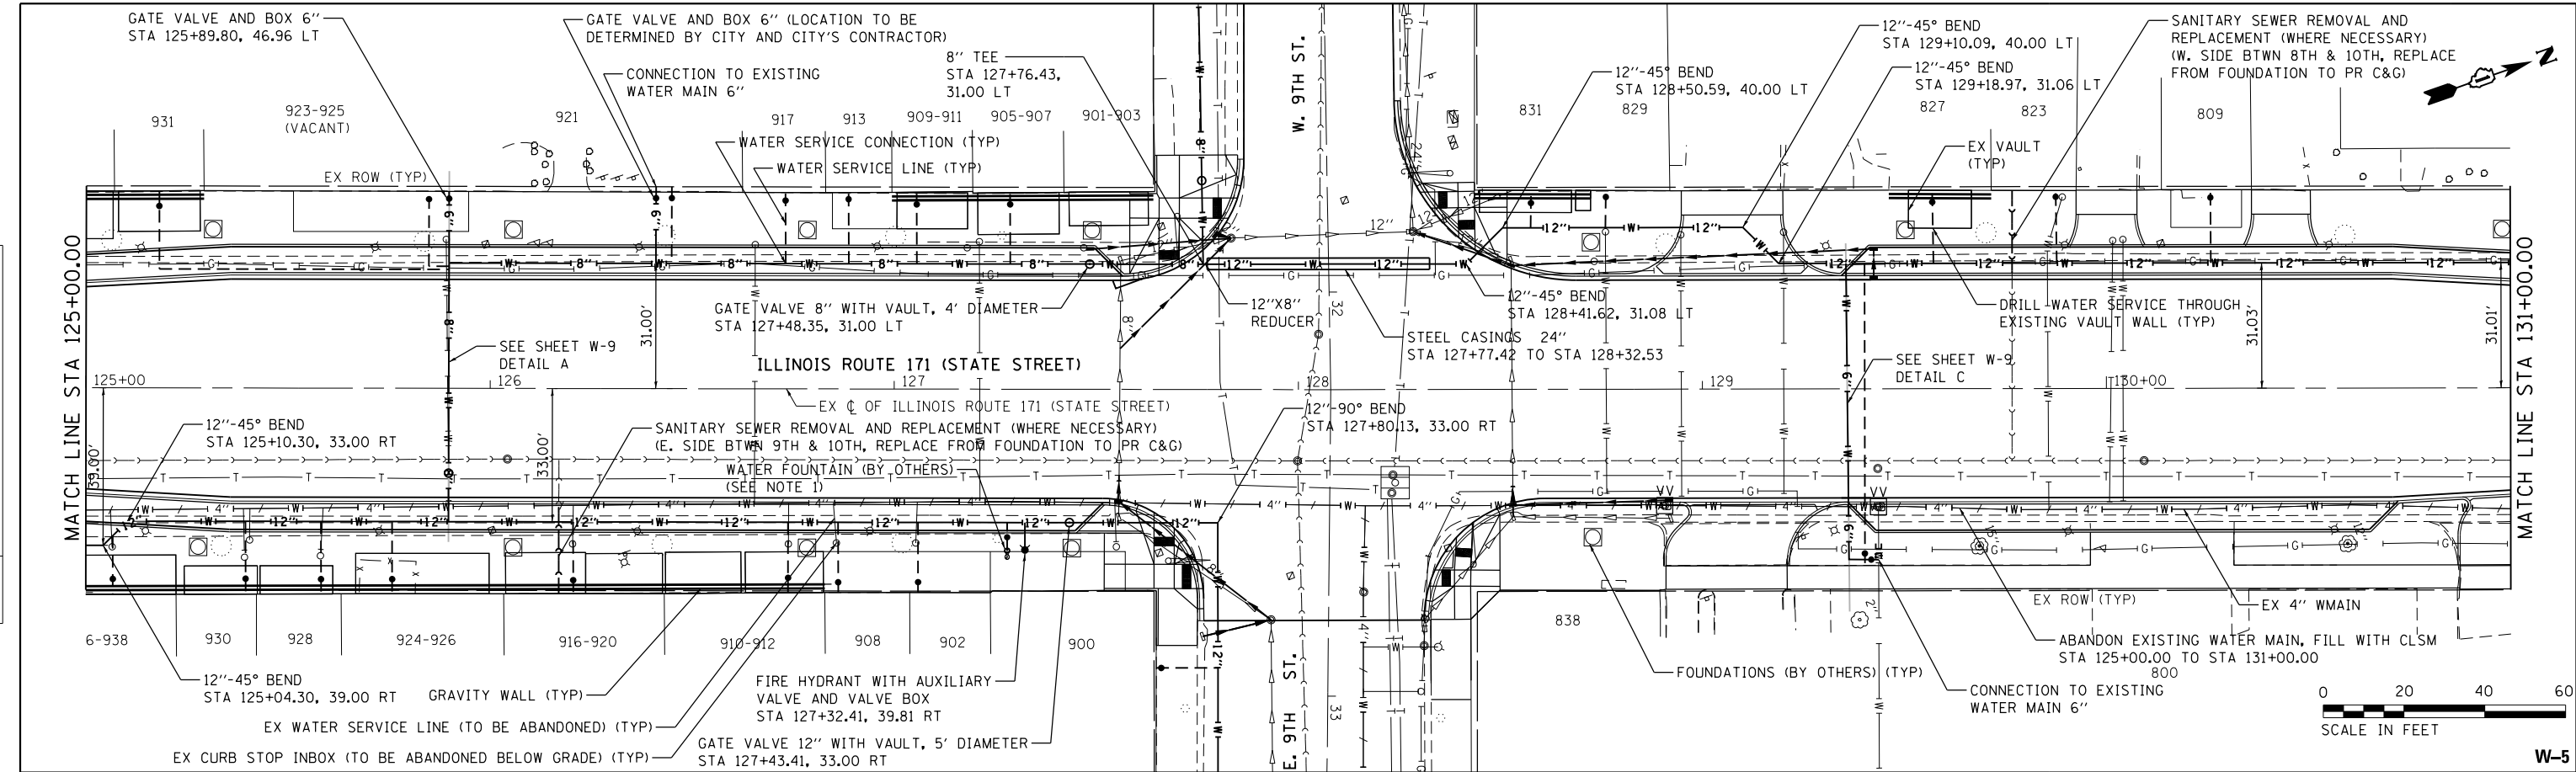 GATE VALVE AND BOX 6''
STA 125+89.80, 46.96 LT
GATE VALVE AND BOX 6'' (LOCATION TO BE
DETERMINED BY CITY AND CITY'S CONTRACTOR)
CONNECTION TO EXISTING
WATER MAIN 6''
8'' TEE
STA 127+76.43,
31.00 LT
W. 9TH ST.
12''-45° BEND
STA 128+50.59, 40.00 LT
12''-45° BEND
STA 129+10.09, 40.00 LT
12''-45° BEND
STA 129+18.97, 31.06 LT
SANITARY SEWER REMOVAL AND
REPLACEMENT (WHERE NECESSARY)
(W. SIDE BTWN 8TH & 10TH, REPLACE
FROM FOUNDATION TO PR C&G)
N
931
923-925
(VACANT)
921
917
913
909-911
905-907
901-903
831
829
827
823
809
WATER SERVICE CONNECTION (TYP)
WATER SERVICE LINE (TYP)
EX ROW (TYP)
EX VAULT
(TYP)
MATCH LINE STA 125+00.00
MATCH LINE STA 131+00.00
GATE VALVE 8'' WITH VAULT, 4' DIAMETER
STA 127+48.35, 31.00 LT
12''X8''
REDUCER
12''-45° BEND
STA 128+41.62, 31.08 LT
STEEL CASINGS 24''
STA 127+77.42 TO STA 128+32.53
DRILL WATER SERVICE THROUGH
EXISTING VAULT WALL (TYP)
SEE SHEET W-9
DETAIL A
SEE SHEET W-9
DETAIL C
31.00'
31.03'
31.01'
ILLINOIS ROUTE 171 (STATE STREET)
125+00
126
127
128
129
130+00
32
EX ℄ OF ILLINOIS ROUTE 171 (STATE STREET)
12''-45° BEND
STA 125+10.30, 33.00 RT
39.00'
33.00'
SANITARY SEWER REMOVAL AND REPLACEMENT (WHERE NECESSARY)
(E. SIDE BTWN 9TH & 10TH, REPLACE FROM FOUNDATION TO PR C&G)
WATER FOUNTAIN (BY OTHERS)
(SEE NOTE 1)
12''-90° BEND
STA 127+80.13, 33.00 RT
6-938
930
928
924-926
916-920
910-912
908
902
900
838
800
EX ROW (TYP)
EX 4'' WMAIN
ABANDON EXISTING WATER MAIN, FILL WITH CLSM
STA 125+00.00 TO STA 131+00.00
12''-45° BEND
STA 125+04.30, 39.00 RT
GRAVITY WALL (TYP)
EX WATER SERVICE LINE (TO BE ABANDONED) (TYP)
EX CURB STOP INBOX (TO BE ABANDONED BELOW GRADE) (TYP)
FIRE HYDRANT WITH AUXILIARY
VALVE AND VALVE BOX
STA 127+32.41, 39.81 RT
GATE VALVE 12'' WITH VAULT, 5' DIAMETER
STA 127+43.41, 33.00 RT
E. 9TH ST.
33
FOUNDATIONS (BY OTHERS) (TYP)
CONNECTION TO EXISTING
WATER MAIN 6''
0 20 40 60
SCALE IN FEET
W-5